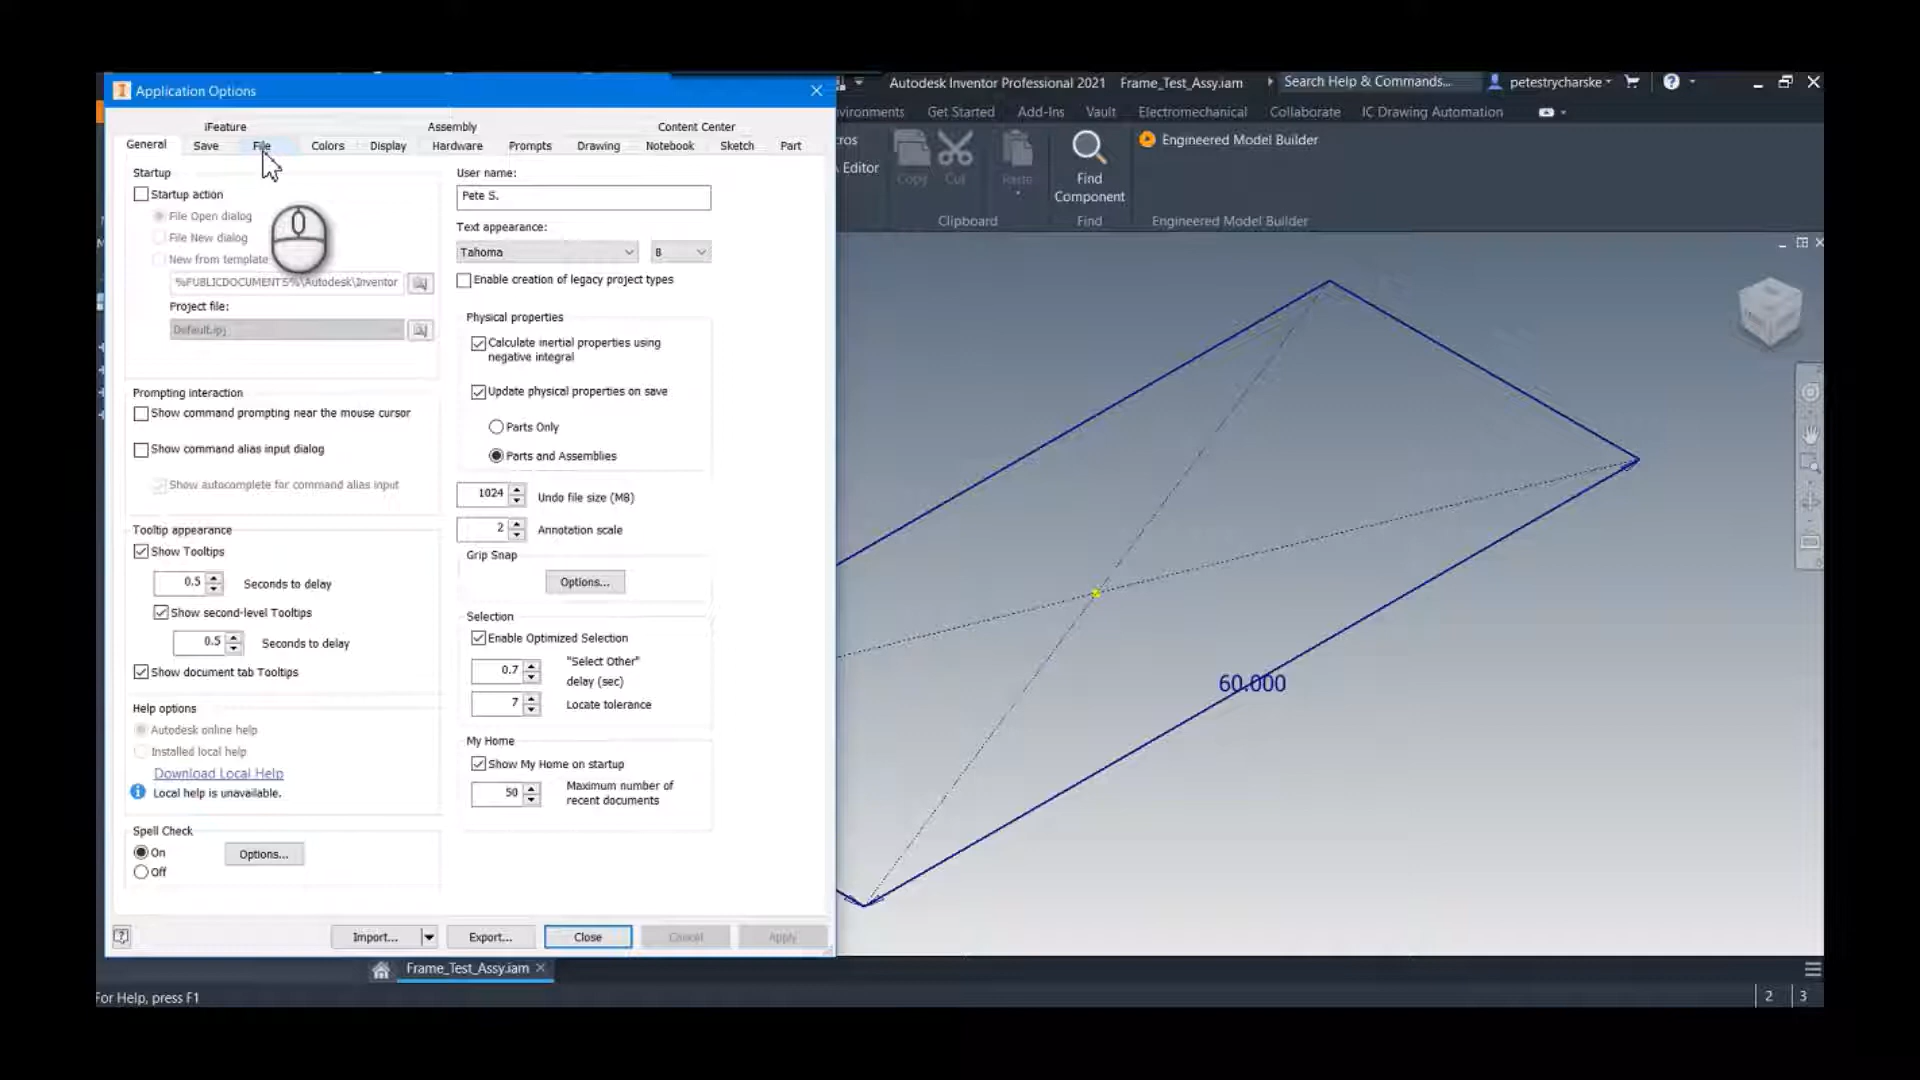 Application Options
Autodesk Inventor Professional 2021 Frame_Test_Assy.iam
Search Help & Commands...
petestrycharske
vironments Get Started Add-Ins Vault Electromechanical Collaborate IC Drawing Automation
iFeature Assembly Content Center
General Save File Colors Display Hardware Prompts Drawing Notebook Sketch Part
Startup
Startup action
File Open dialog
File New dialog
New from template
%PUBLICDOCUMENTS%\Autodesk\Inventor
Project file:
Default.ipj
Prompting interaction
Show command prompting near the mouse cursor
Show command alias input dialog
Show autocomplete for command alias input
Tooltip appearance
Show Tooltips
0.5 Seconds to delay
Show second-level Tooltips
0.5 Seconds to delay
Show document tab Tooltips
Help options
Autodesk online help
Installed local help
Download Local Help
Local help is unavailable.
Spell Check
On
Options...
Off
User name:
Pete S.
Text appearance:
Tahoma 8
Enable creation of legacy project types
Physical properties
Calculate inertial properties using
negative integral
Update physical properties on save
Parts Only
Parts and Assemblies
1024 Undo file size (MB)
2 Annotation scale
Grip Snap
Options...
Selection
Enable Optimized Selection
0.7 "Select Other"
delay (sec)
7 Locate tolerance
My Home
Show My Home on startup
50 Maximum number of
recent documents
Import... Export... Close Cancel Apply
ros
Editor
Copy Cut Paste
Clipboard
Find
Component
Find
Engineered Model Builder
Engineered Model Builder
60.000
Frame_Test_Assy.iam
For Help, press F1
2 3